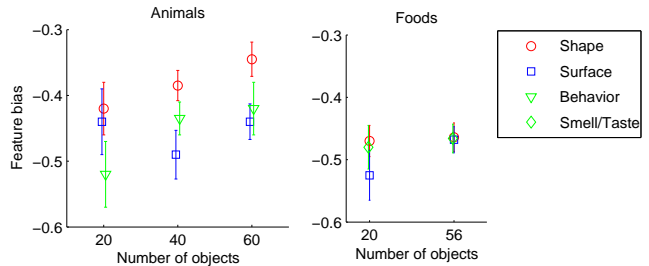 Animals
−0.3
−0.4
−0.5
−0.6
Feature bias
20 40 60
Number of objects
Foods
−0.3
−0.4
−0.5
−0.6
20 56
Number of objects
Shape
Surface
Behavior
Smell/Taste